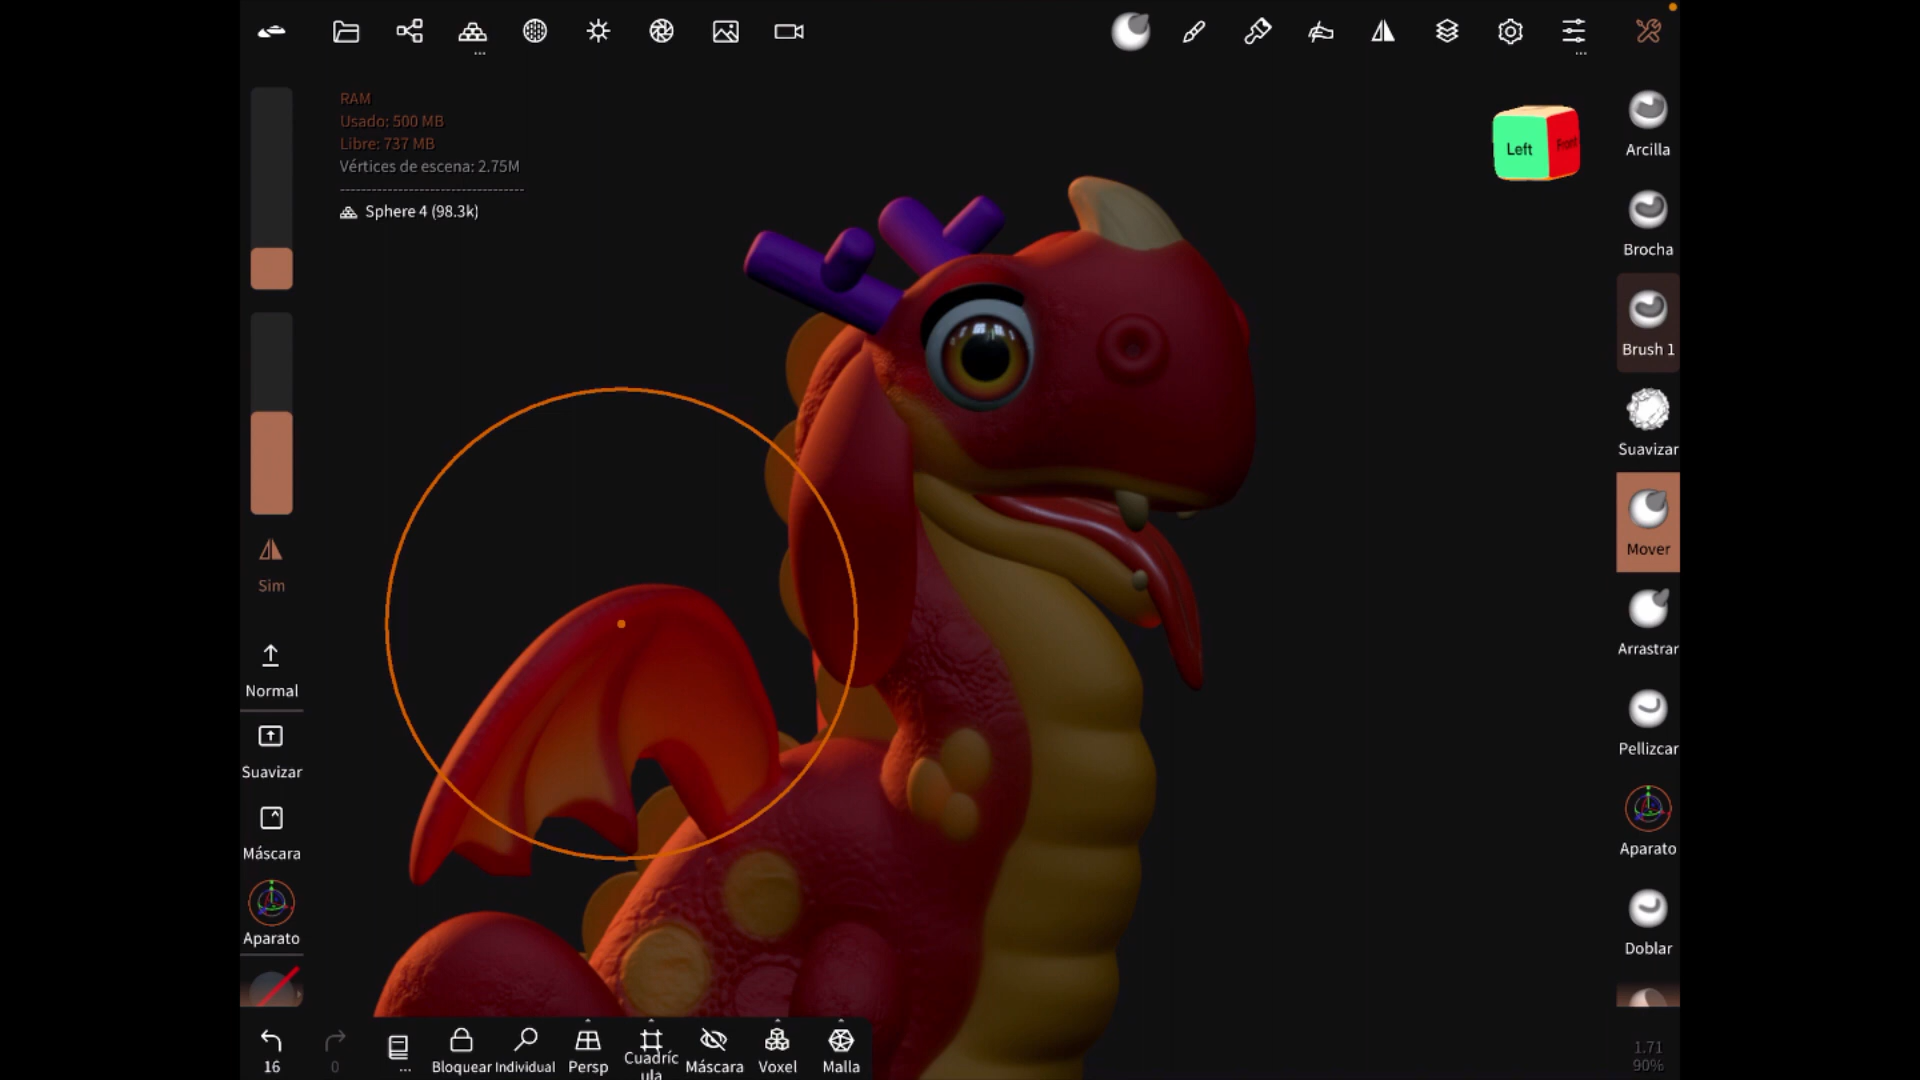 RAM
Usado: 500 MB
Libre: 737 MB
Vértices de escena: 2.75M
Sphere 4 (98.3k)
Left
Front
Arcilla
Brocha
Brush 1
Suavizar
Mover
Arrastrar
Pellizcar
Aparato
Doblar
Sim
Normal
Suavizar
Máscara
Aparato
16
0
...
Bloquear
Individual
Persp
Cuadríc
ula
Máscara
Voxel
Malla
1.71
90%